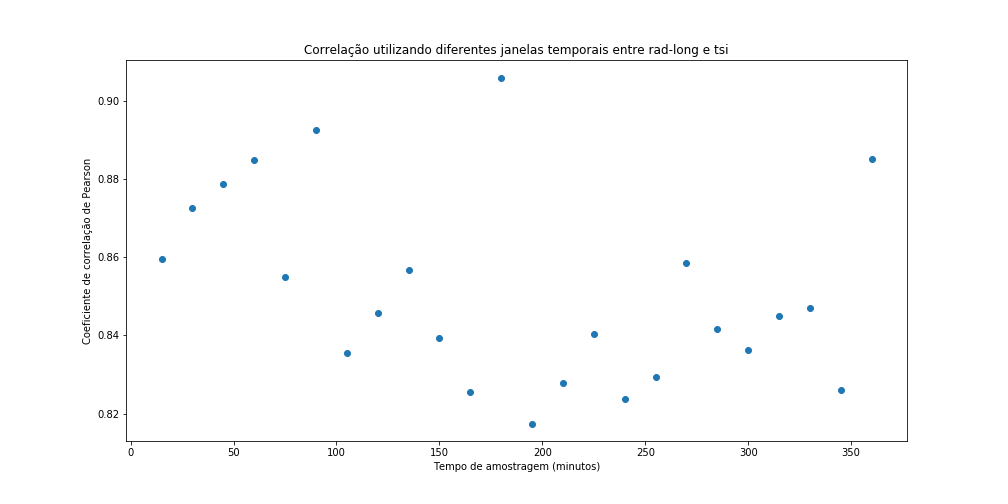 Correlação utilizando diferentes janelas temporais entre rad-long e tsi
Coeficiente de correlação de Pearson
0.90
0.88
0.86
0.84
0.82
0 50 100 150 200 250 300 350
Tempo de amostragem (minutos)